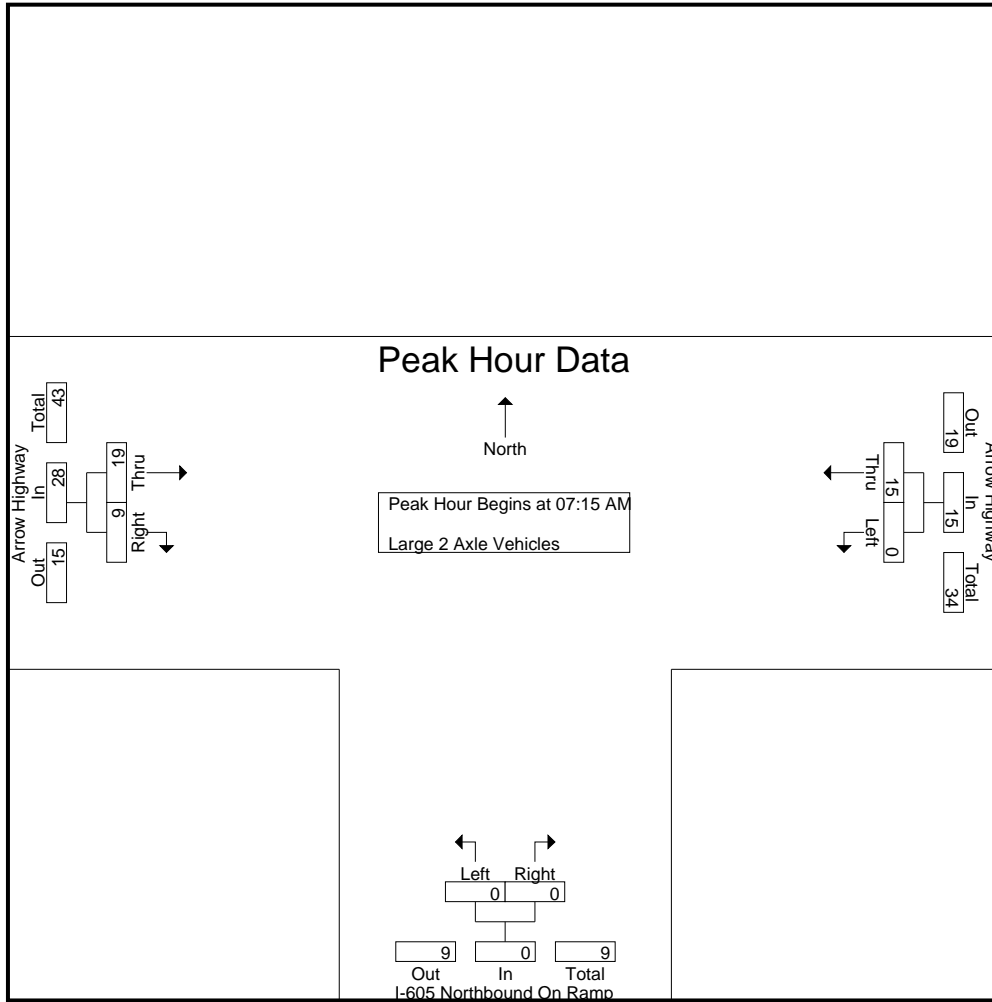 Peak Hour Data
North
Peak Hour Begins at 07:15 AM
Large 2 Axle Vehicles
Arrow Highway
Total
43
In
28
Out
15
19
Thru
9
Right
Arrow Highway
Out
19
In
15
Total
34
Thru
15
Left
0
Left
Right
0
0
9
0
9
Out
In
Total
I-605 Northbound On Ramp